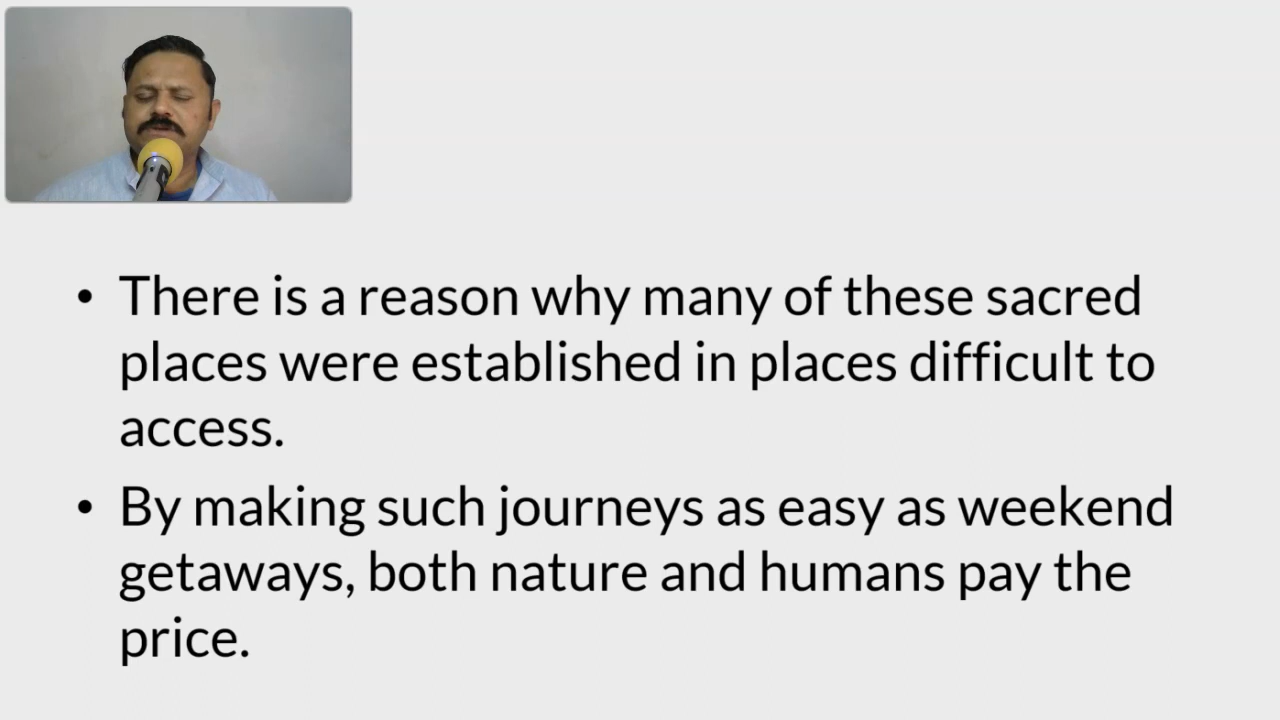 • There is a reason why many of these sacred
places were established in places difficult to
access.
• By making such journeys as easy as weekend
getaways, both nature and humans pay the
price.